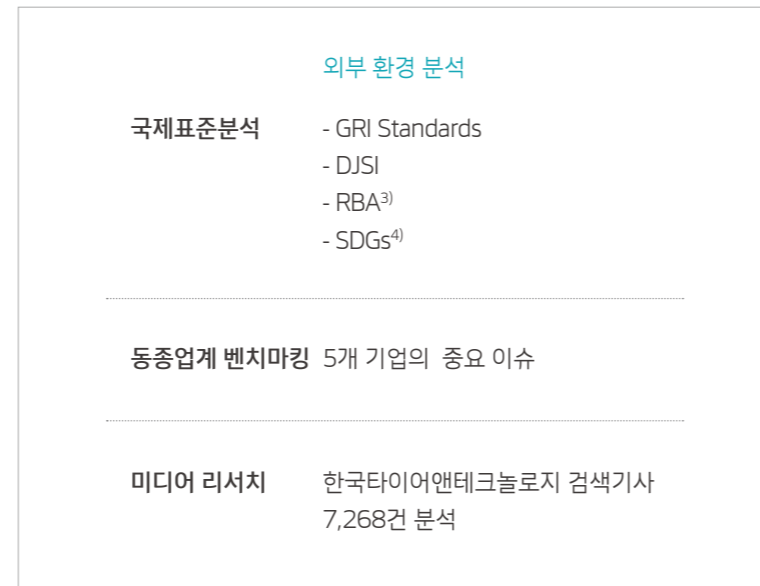 외부 환경 분석
국제표준분석 - GRI Standards
- DJSI
- RBA3)
- SDGs4)
동종업계 벤치마킹 5개 기업의 중요 이슈
미디어 리서치 한국타이어앤테크놀로지 검색기사
7,268건 분석